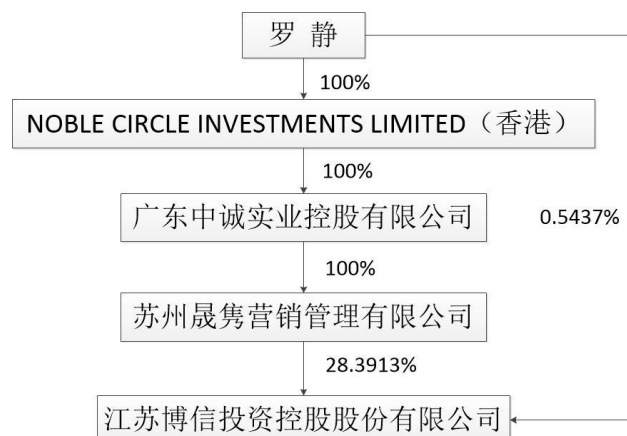 罗 静
100%
NOBLE CIRCLE INVESTMENTS LIMITED（香港）
100%
广东中诚实业控股有限公司
0.5437%
100%
苏州晟隽营销管理有限公司
28.3913%
江苏博信投资控股股份有限公司